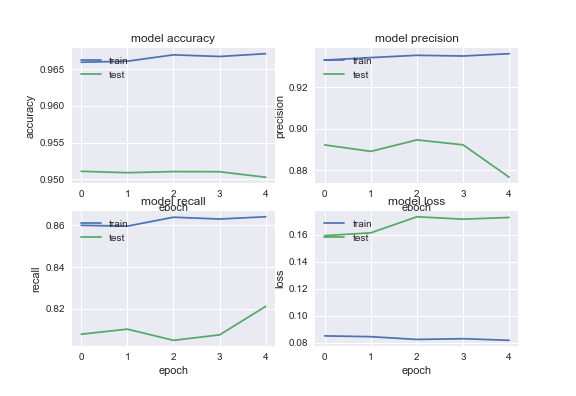 model accuracy
train
test
accuracy
0.965
0.960
0.955
0.950
0 1 2 3 4
epoch
model precision
train
test
precision
0.92
0.90
0.88
0 1 2 3 4
epoch
model recall
train
test
recall
0.86
0.84
0.82
0 1 2 3 4
epoch
model loss
train
test
loss
0.16
0.14
0.12
0.10
0.08
0 1 2 3 4
epoch